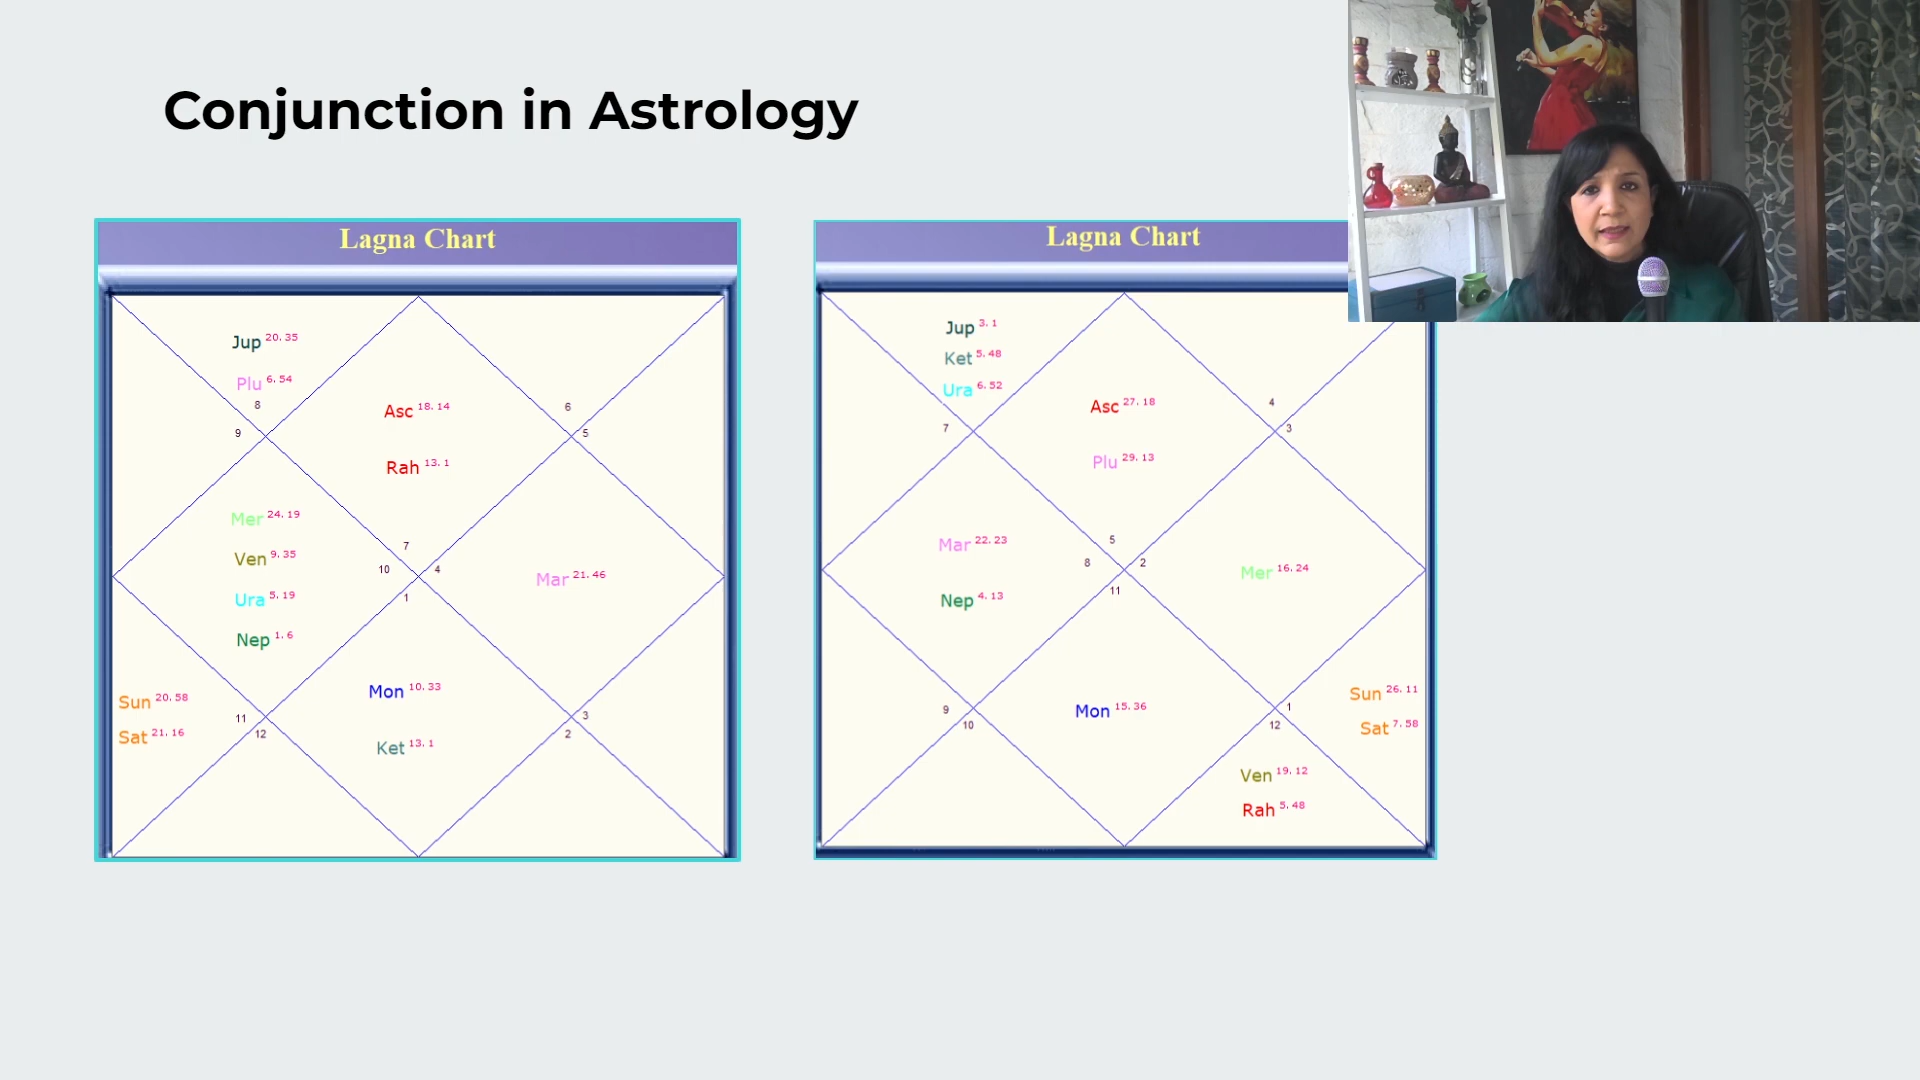 Conjunction in Astrology
Lagna Chart
Jup 20. 35
Plu 6. 54
8
9
Asc 18. 14
Rah 13. 1
6
5
Mer 24. 19
Ven 9. 35
Ura 5. 19
Nep 1. 6
7
10
4
1
Mar 21. 46
Sun 20. 58
Sat 21. 16
11
12
Mon 10. 33
Ket 13. 1
3
2
Lagna Chart
Jup 3. 1
Ket 5. 48
Ura 6. 52
7
Asc 27. 18
Plu 29. 13
4
3
Mar 22. 23
Nep 4. 13
5
8
2
11
Mer 16. 24
9
10
Mon 15. 36
1
12
Sun 26. 11
Sat 7. 58
Ven 19. 12
Rah 5. 48